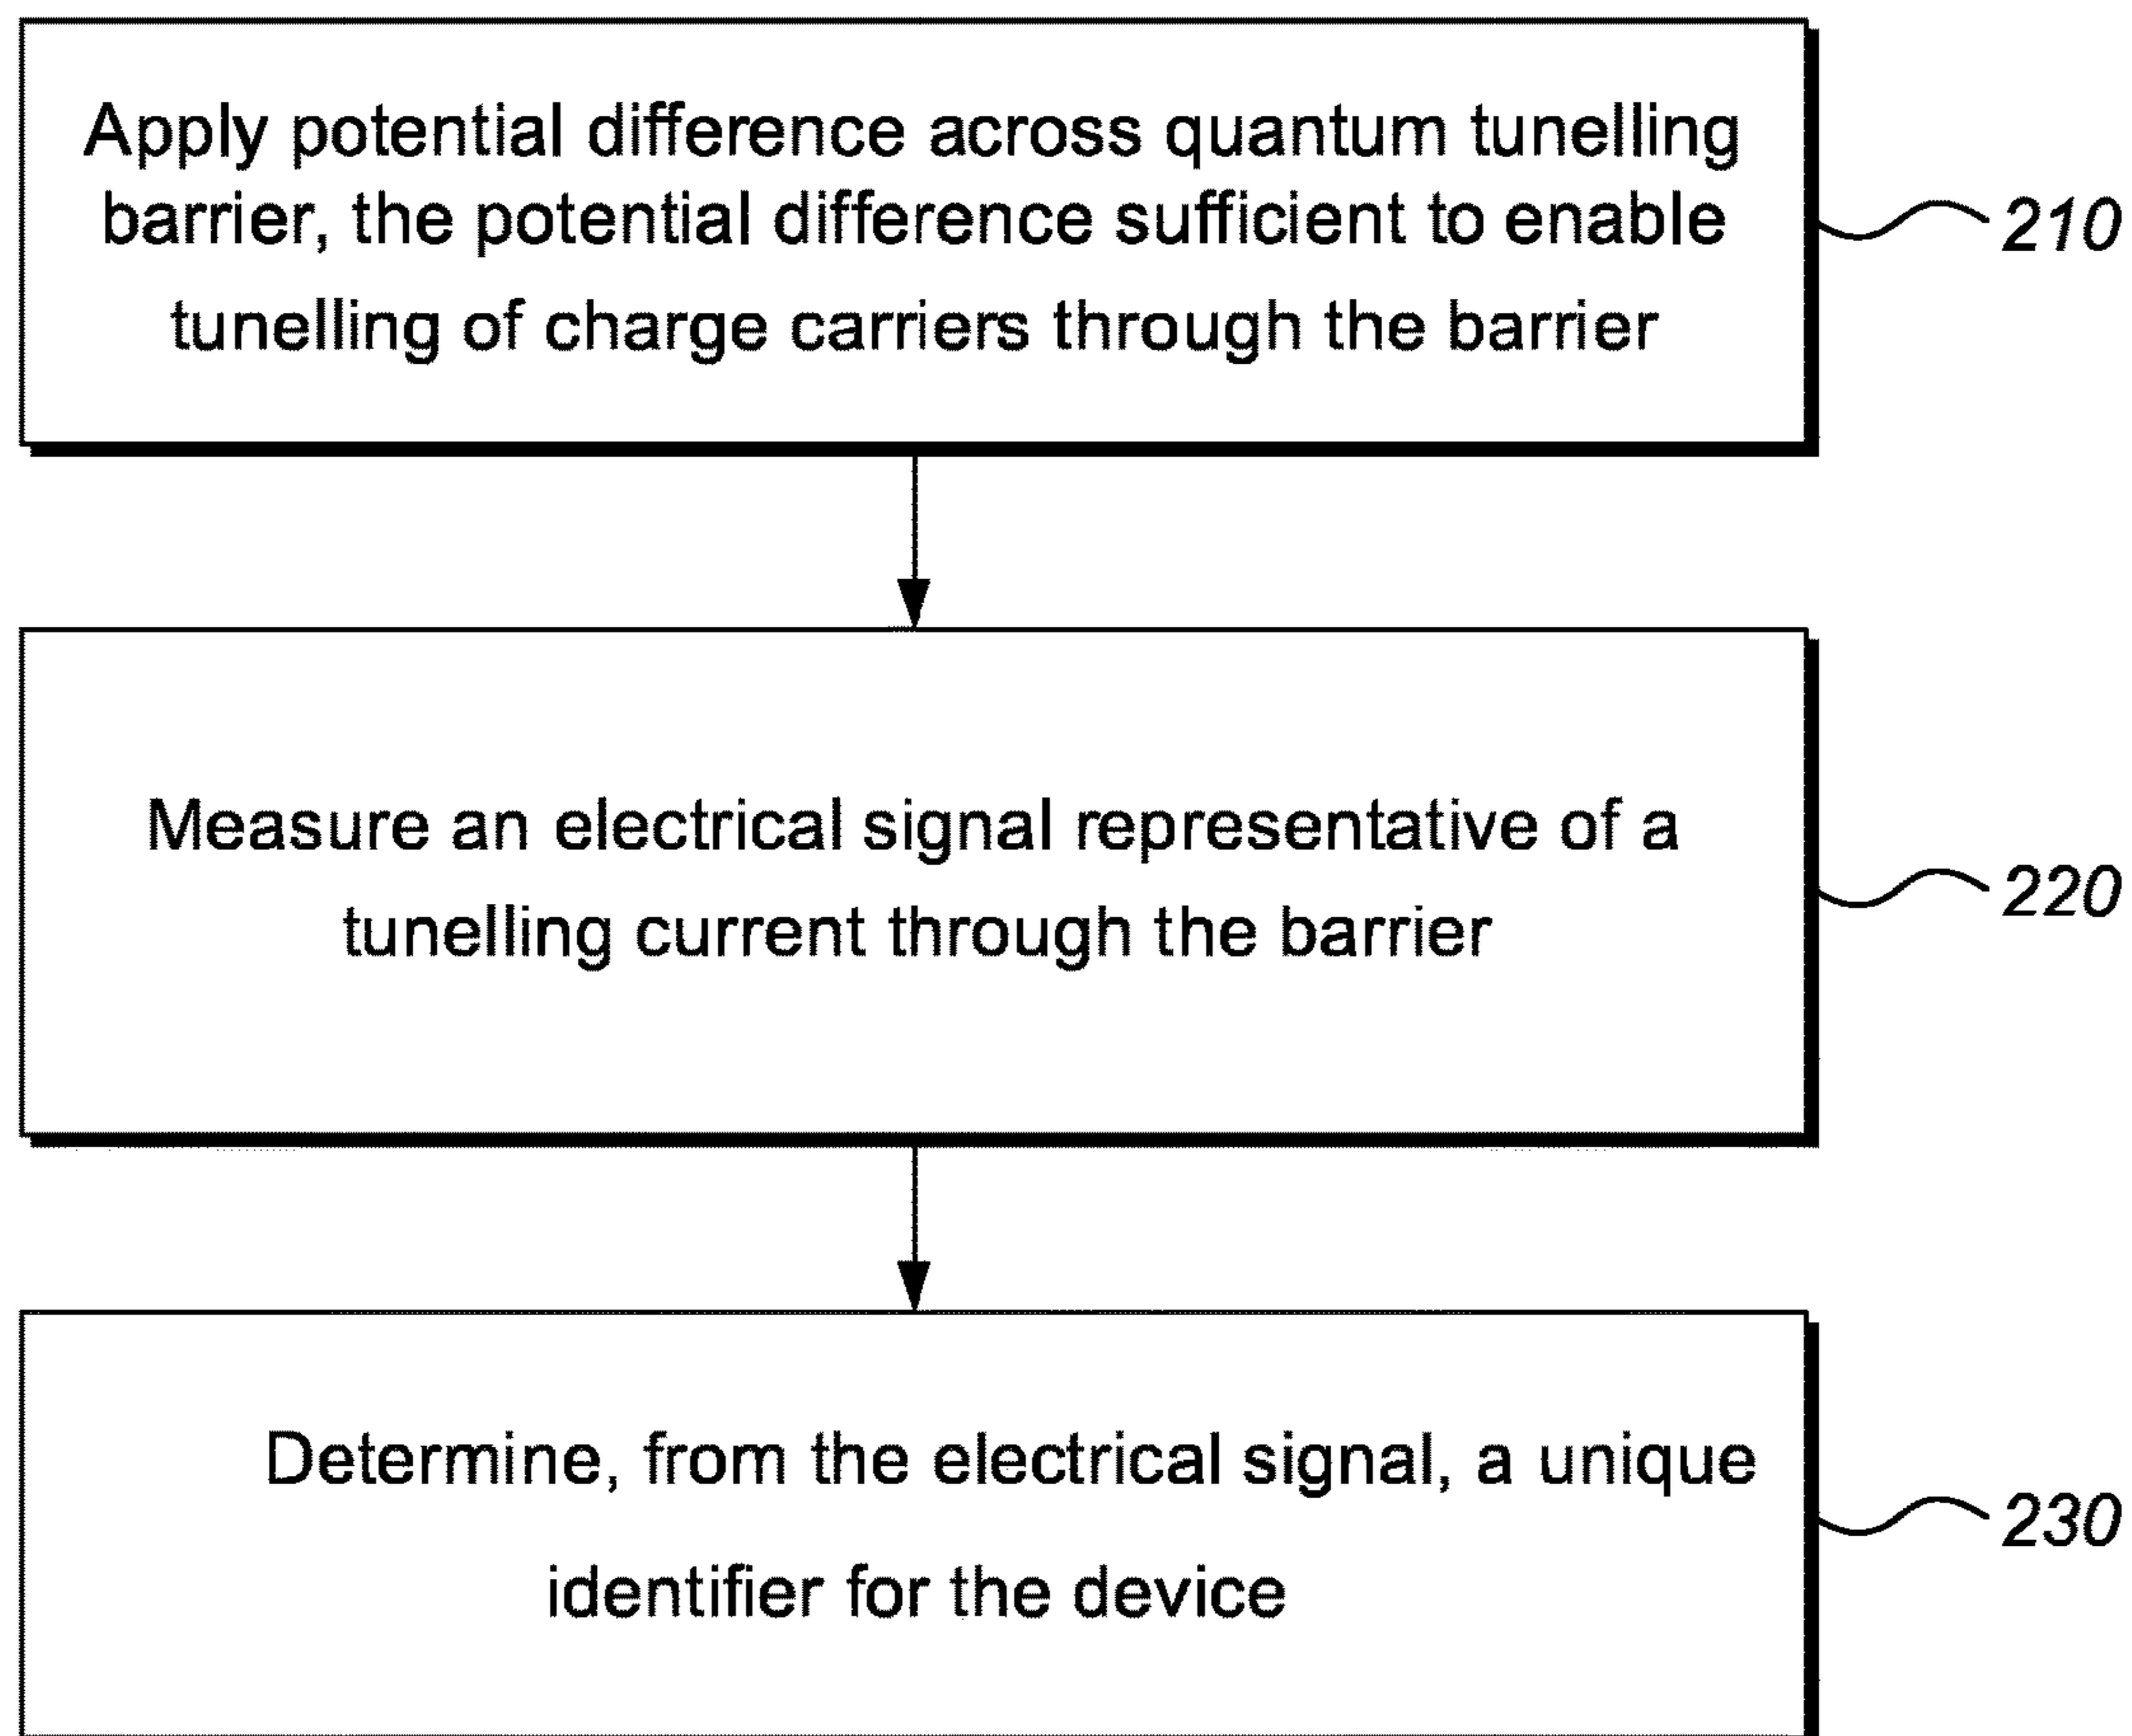 Apply potential difference across quantum tunelling
barrier, the potential difference sufficient to enable
tunelling of charge carriers through the barrier
210
Measure an electrical signal representative of a
tunelling current through the barrier
220
Determine, from the electrical signal, a unique
identifier for the device
230